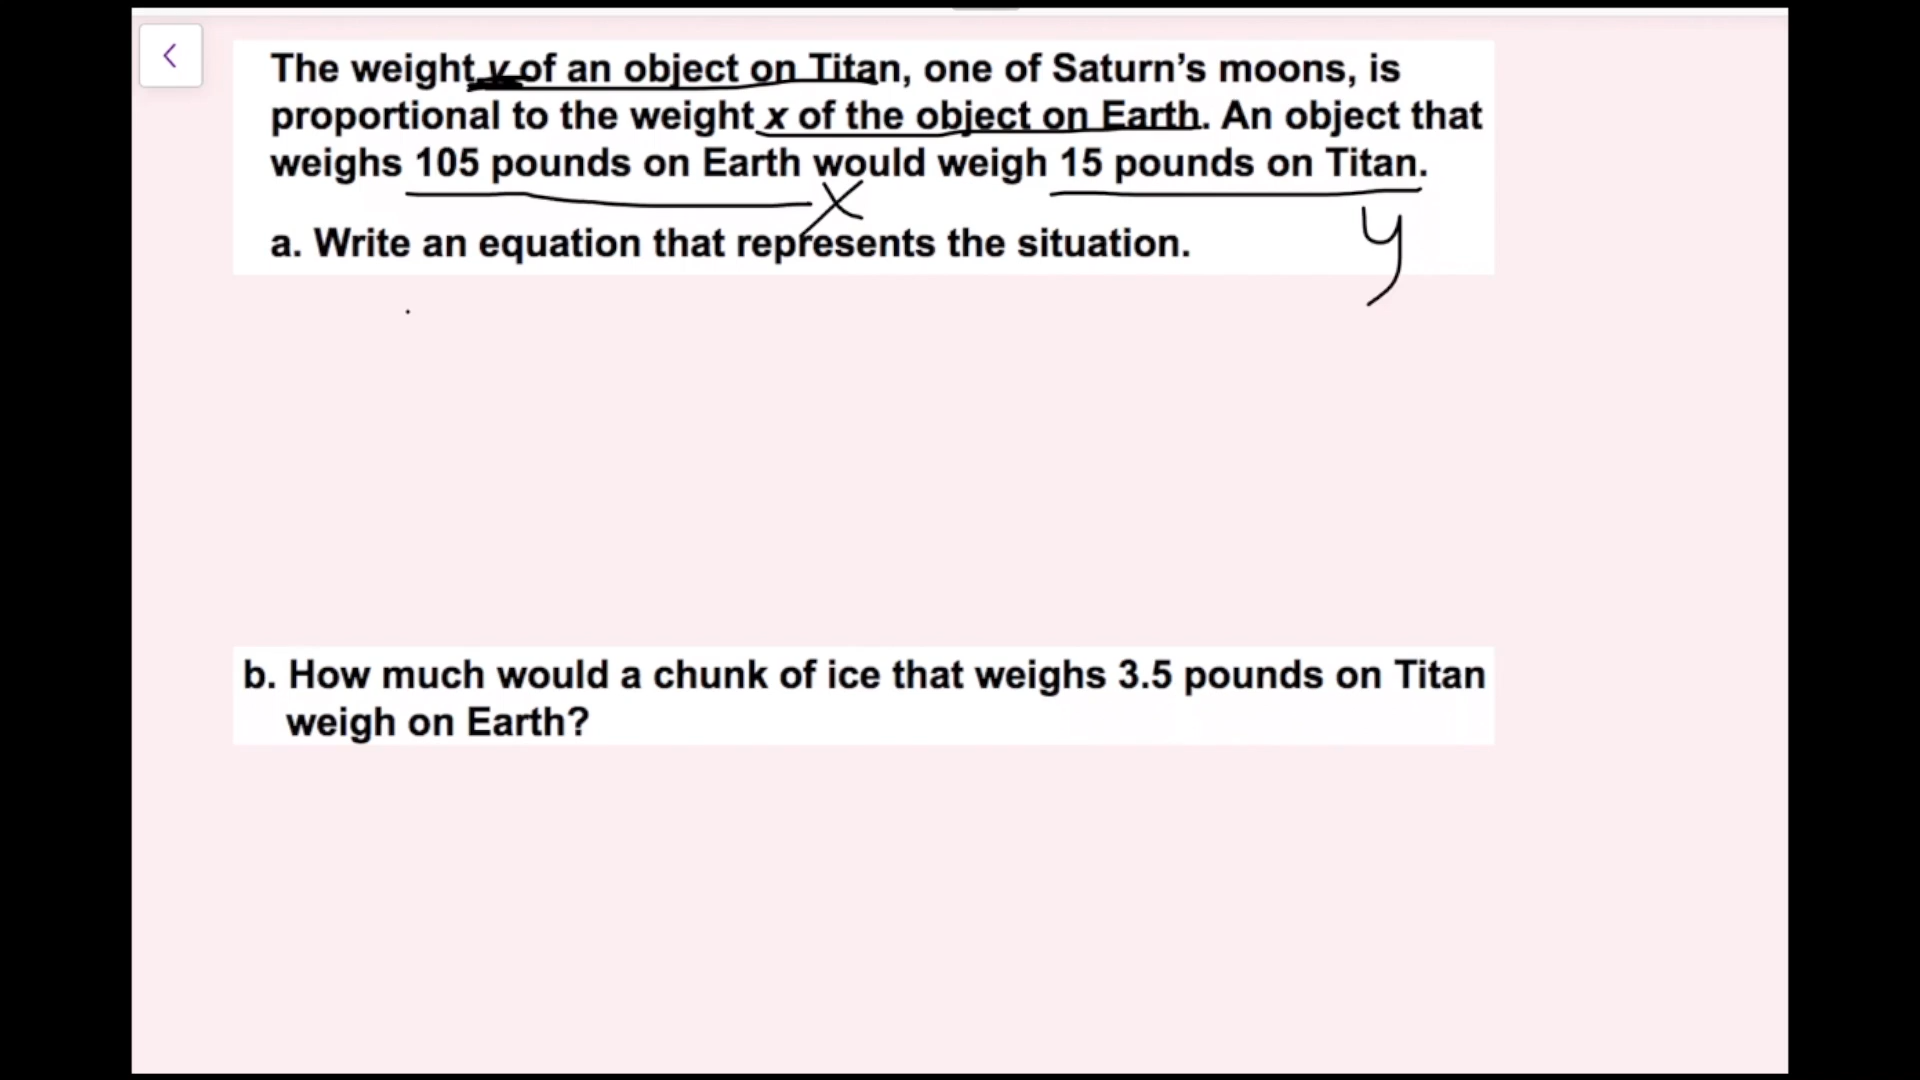 The weight y of an object on Titan, one of Saturn’s moons, is
proportional to the weight x of the object on Earth. An object that
weighs 105 pounds on Earth would weigh 15 pounds on Titan.
x
y
a. Write an equation that represents the situation.
b. How much would a chunk of ice that weighs 3.5 pounds on Titan
weigh on Earth?